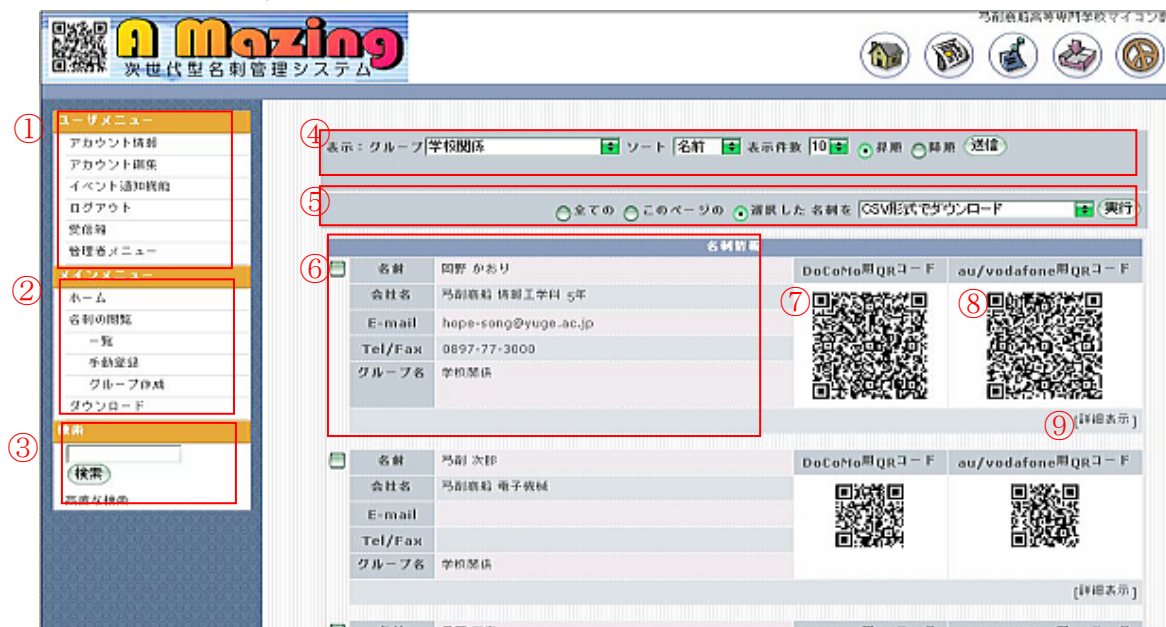 弓削商船高等専門学校マイコン部
A Mazing
次世代型名刺管理システム
①
ユーザメニュー
アカウント情報
アカウント編集
イベント通知機能
ログアウト
受信箱
管理者メニュー
②
メインメニュー
ホーム
名刺の閲覧
一覧
手動登録
グループ作成
ダウンロード
③
検索
検索
高度な検索
④
表示：グループ 学校関係 ソート 名前 表示件数 10 昇順 降順 送信
⑤
全ての このページの 選択した 名刺を CSV形式でダウンロード 実行
名刺情報
⑥
名前 岡野 かおり DoCoMo用QRコード au/vodafone用QRコード
会社名 弓削商船 情報工学科 5年
⑦ ⑧
E-mail hope-song@yuge.ac.jp
Tel/Fax 0897-77-3000
グループ名 学校関係
⑨
[詳細表示]
名前 弓削 次郎 DoCoMo用QRコード au/vodafone用QRコード
会社名 弓削商船 電子機械
E-mail
Tel/Fax
グループ名 学校関係
[詳細表示]